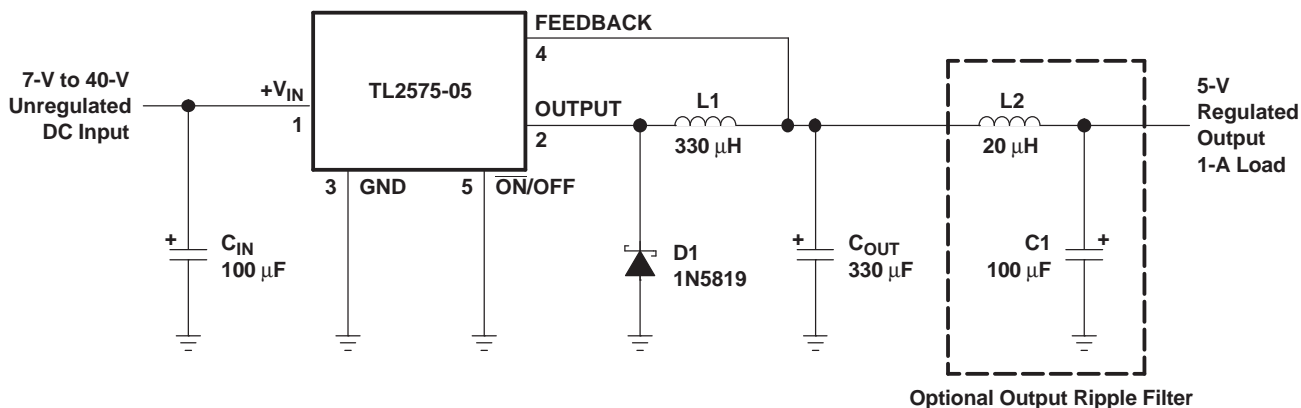 FEEDBACK
4
7-V to 40-V
Unregulated
DC Input
+VIN
1
TL2575-05
OUTPUT
2
L1
330 μH
L2
20 μH
5-V
Regulated
Output
1-A Load
3 GND
5 ON/OFF
+
CIN
100 μF
D1
1N5819
+
COUT
330 μF
C1
100 μF
+
Optional Output Ripple Filter